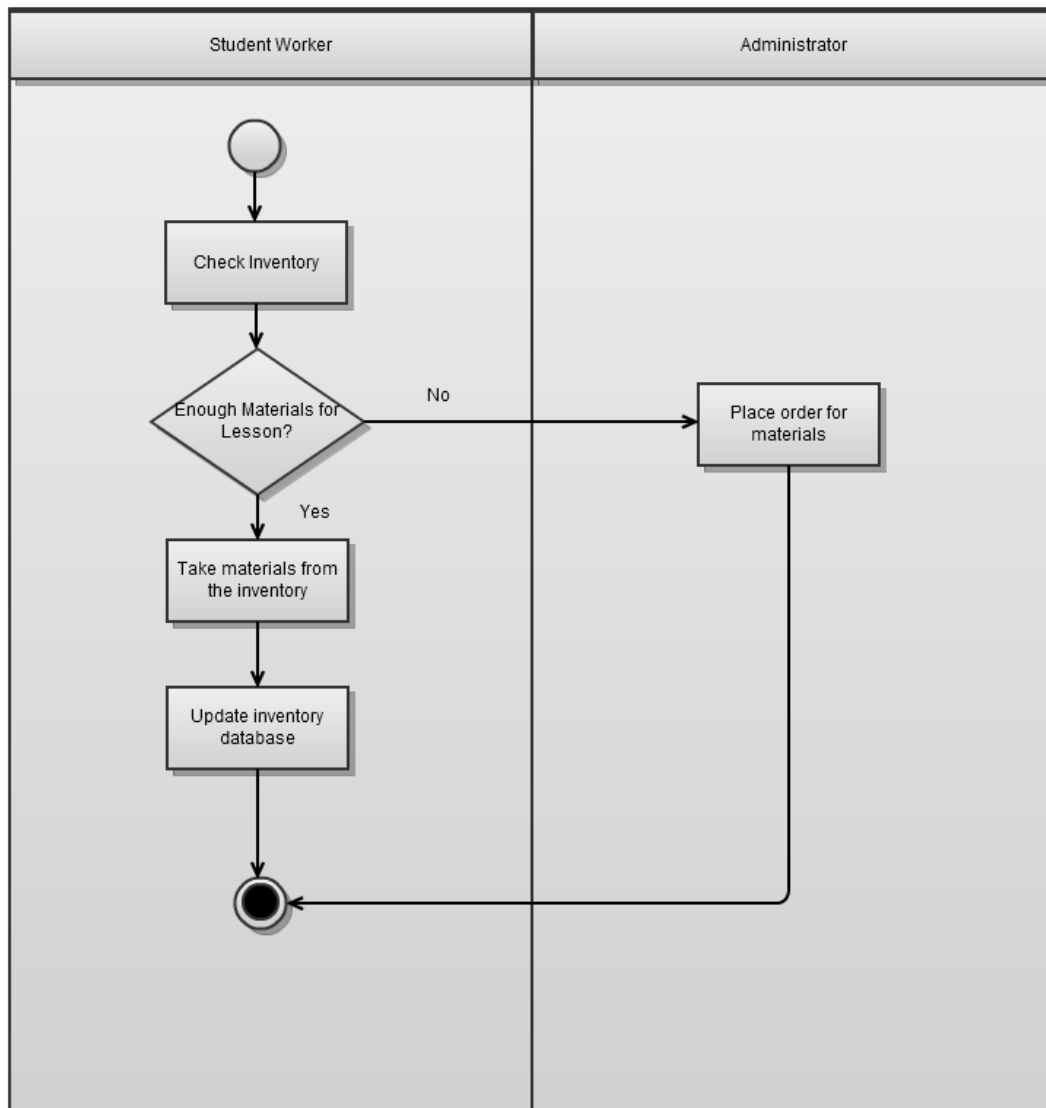 Student Worker
Administrator
Check Inventory
Enough Materials for
Lesson?
No
Place order for
materials
Yes
Take materials from
the inventory
Update inventory
database